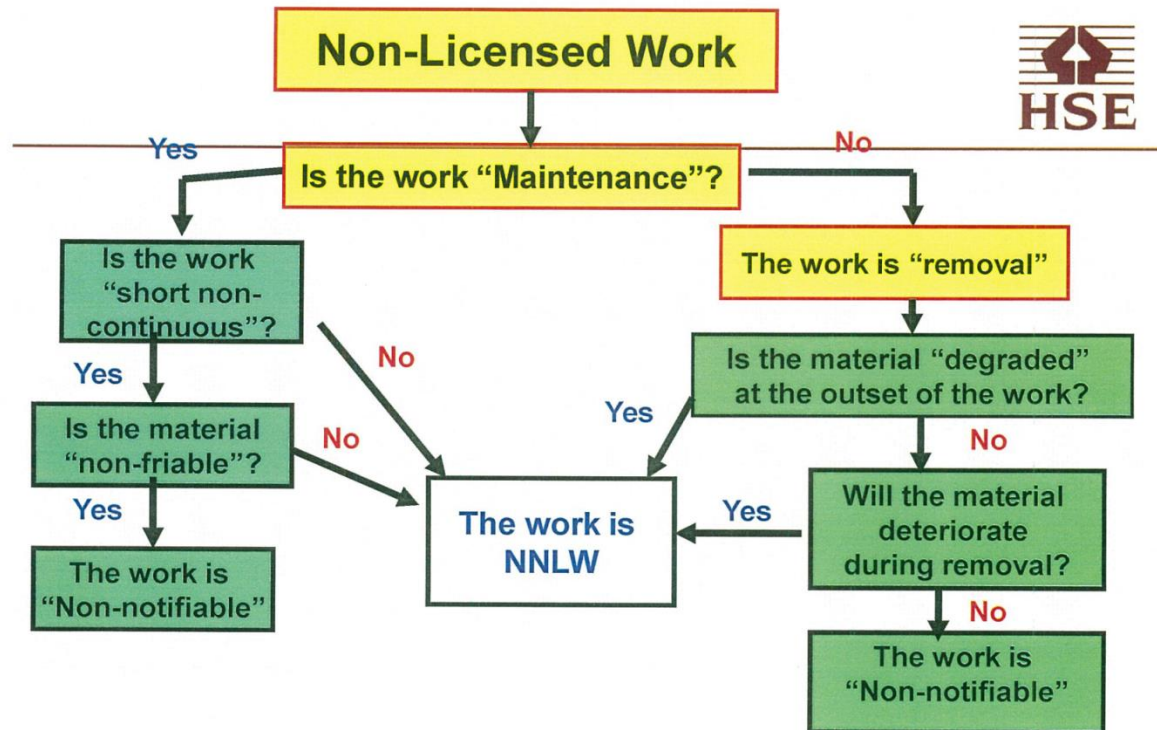 Non-Licensed Work
HSE
Yes
Is the work “Maintenance”?
No
Is the work
“short non-
continuous”?
The work is “removal”
No
Yes
Is the material “degraded”
at the outset of the work?
Yes
Is the material
“non-friable”?
No
No
Yes
The work is
NNLW
Yes
Will the material
deteriorate
during removal?
The work is
“Non-notifiable”
No
The work is
“Non-notifiable”